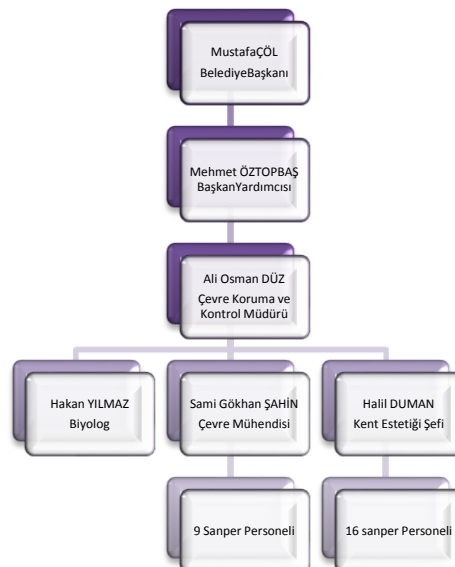 MustafaÇÖL
BelediyeBaşkanı
Mehmet ÖZTOPBAŞ
BaşkanYardımcısı
Ali Osman DÜZ
Çevre Koruma ve
Kontrol Müdürü
Hakan YILMAZ
Biyolog
Sami Gökhan ŞAHİN
Çevre Mühendisi
Halil DUMAN
Kent Estetiği Şefi
9 Sanper Personeli
16 sanper Personeli